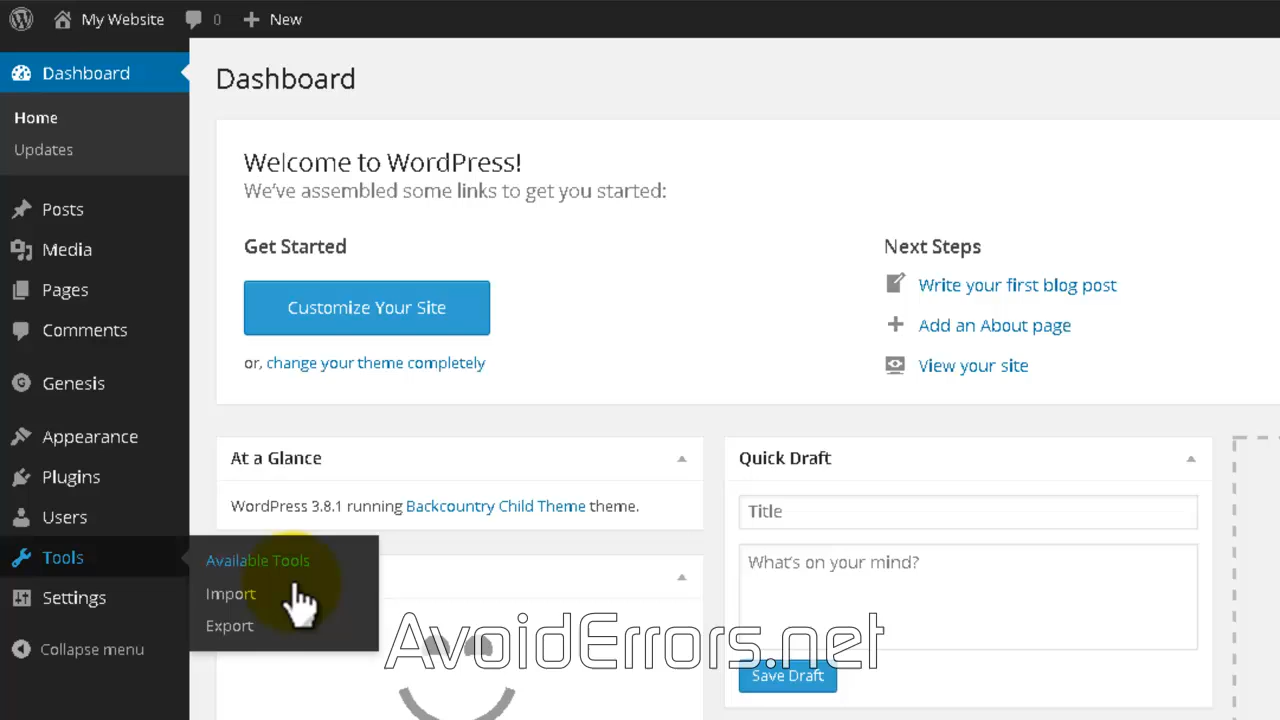 My Website 0 New
Dashboard
Home
Updates
Posts
Media
Pages
Comments
Genesis
Appearance
Plugins
Users
Tools
Settings
Collapse menu
Available Tools
Import
Export
Dashboard
Welcome to WordPress!
We've assembled some links to get you started:
Get Started
Customize Your Site
or, change your theme completely
Next Steps
Write your first blog post
Add an About page
View your site
At a Glance
WordPress 3.8.1 running Backcountry Child Theme theme.
Quick Draft
Title
What's on your mind?
Save Draft
AvoidErrors.net